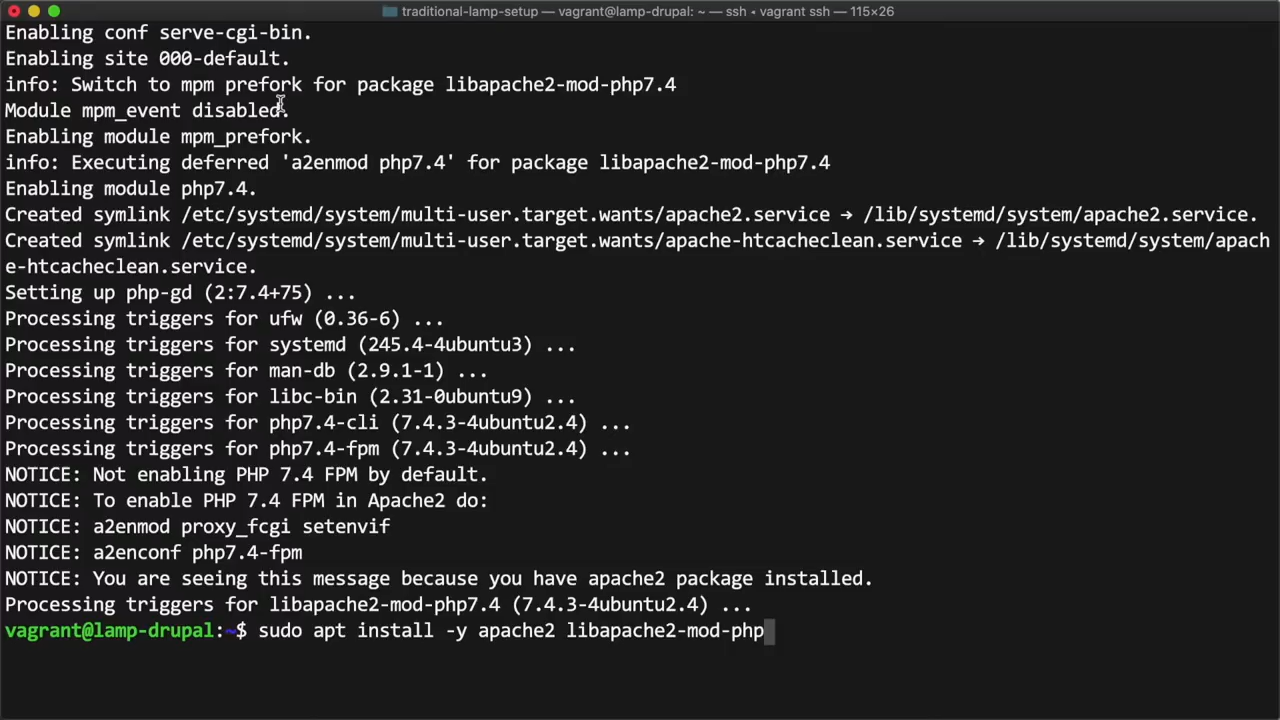 traditional-lamp-setup — vagrant@lamp-drupal: ~ — ssh • vagrant ssh — 115×26
Enabling conf serve-cgi-bin.
Enabling site 000-default.
info: Switch to mpm prefork for package libapache2-mod-php7.4
Module mpm_event disabled.
Enabling module mpm_prefork.
info: Executing deferred 'a2enmod php7.4' for package libapache2-mod-php7.4
Enabling module php7.4.
Created symlink /etc/systemd/system/multi-user.target.wants/apache2.service → /lib/systemd/system/apache2.service.
Created symlink /etc/systemd/system/multi-user.target.wants/apache-htcacheclean.service → /lib/systemd/system/apach
e-htcacheclean.service.
Setting up php-gd (2:7.4+75) ...
Processing triggers for ufw (0.36-6) ...
Processing triggers for systemd (245.4-4ubuntu3) ...
Processing triggers for man-db (2.9.1-1) ...
Processing triggers for libc-bin (2.31-0ubuntu9) ...
Processing triggers for php7.4-cli (7.4.3-4ubuntu2.4) ...
Processing triggers for php7.4-fpm (7.4.3-4ubuntu2.4) ...
NOTICE: Not enabling PHP 7.4 FPM by default.
NOTICE: To enable PHP 7.4 FPM in Apache2 do:
NOTICE: a2enmod proxy_fcgi setenvif
NOTICE: a2enconf php7.4-fpm
NOTICE: You are seeing this message because you have apache2 package installed.
Processing triggers for libapache2-mod-php7.4 (7.4.3-4ubuntu2.4) ...
vagrant@lamp-drupal:~$ sudo apt install -y apache2 libapache2-mod-php